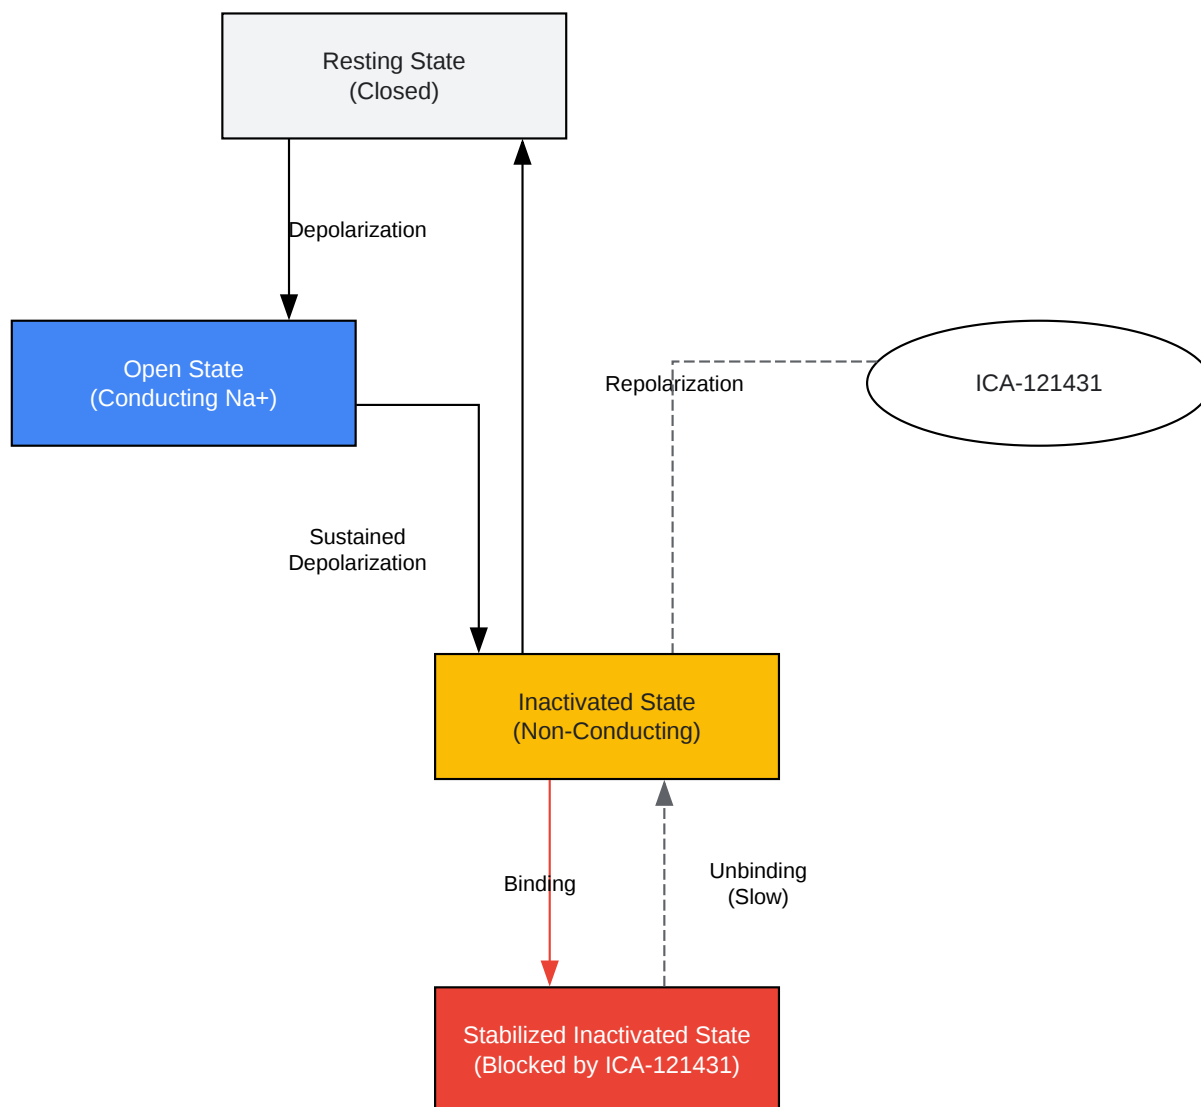 Resting State
(Closed)
Depolarization
Open State
(Conducting Na+)
Repolarization
ICA-121431
Sustained
Depolarization
Inactivated State
(Non-Conducting)
Binding
Unbinding
(Slow)
Stabilized Inactivated State
(Blocked by ICA-121431)